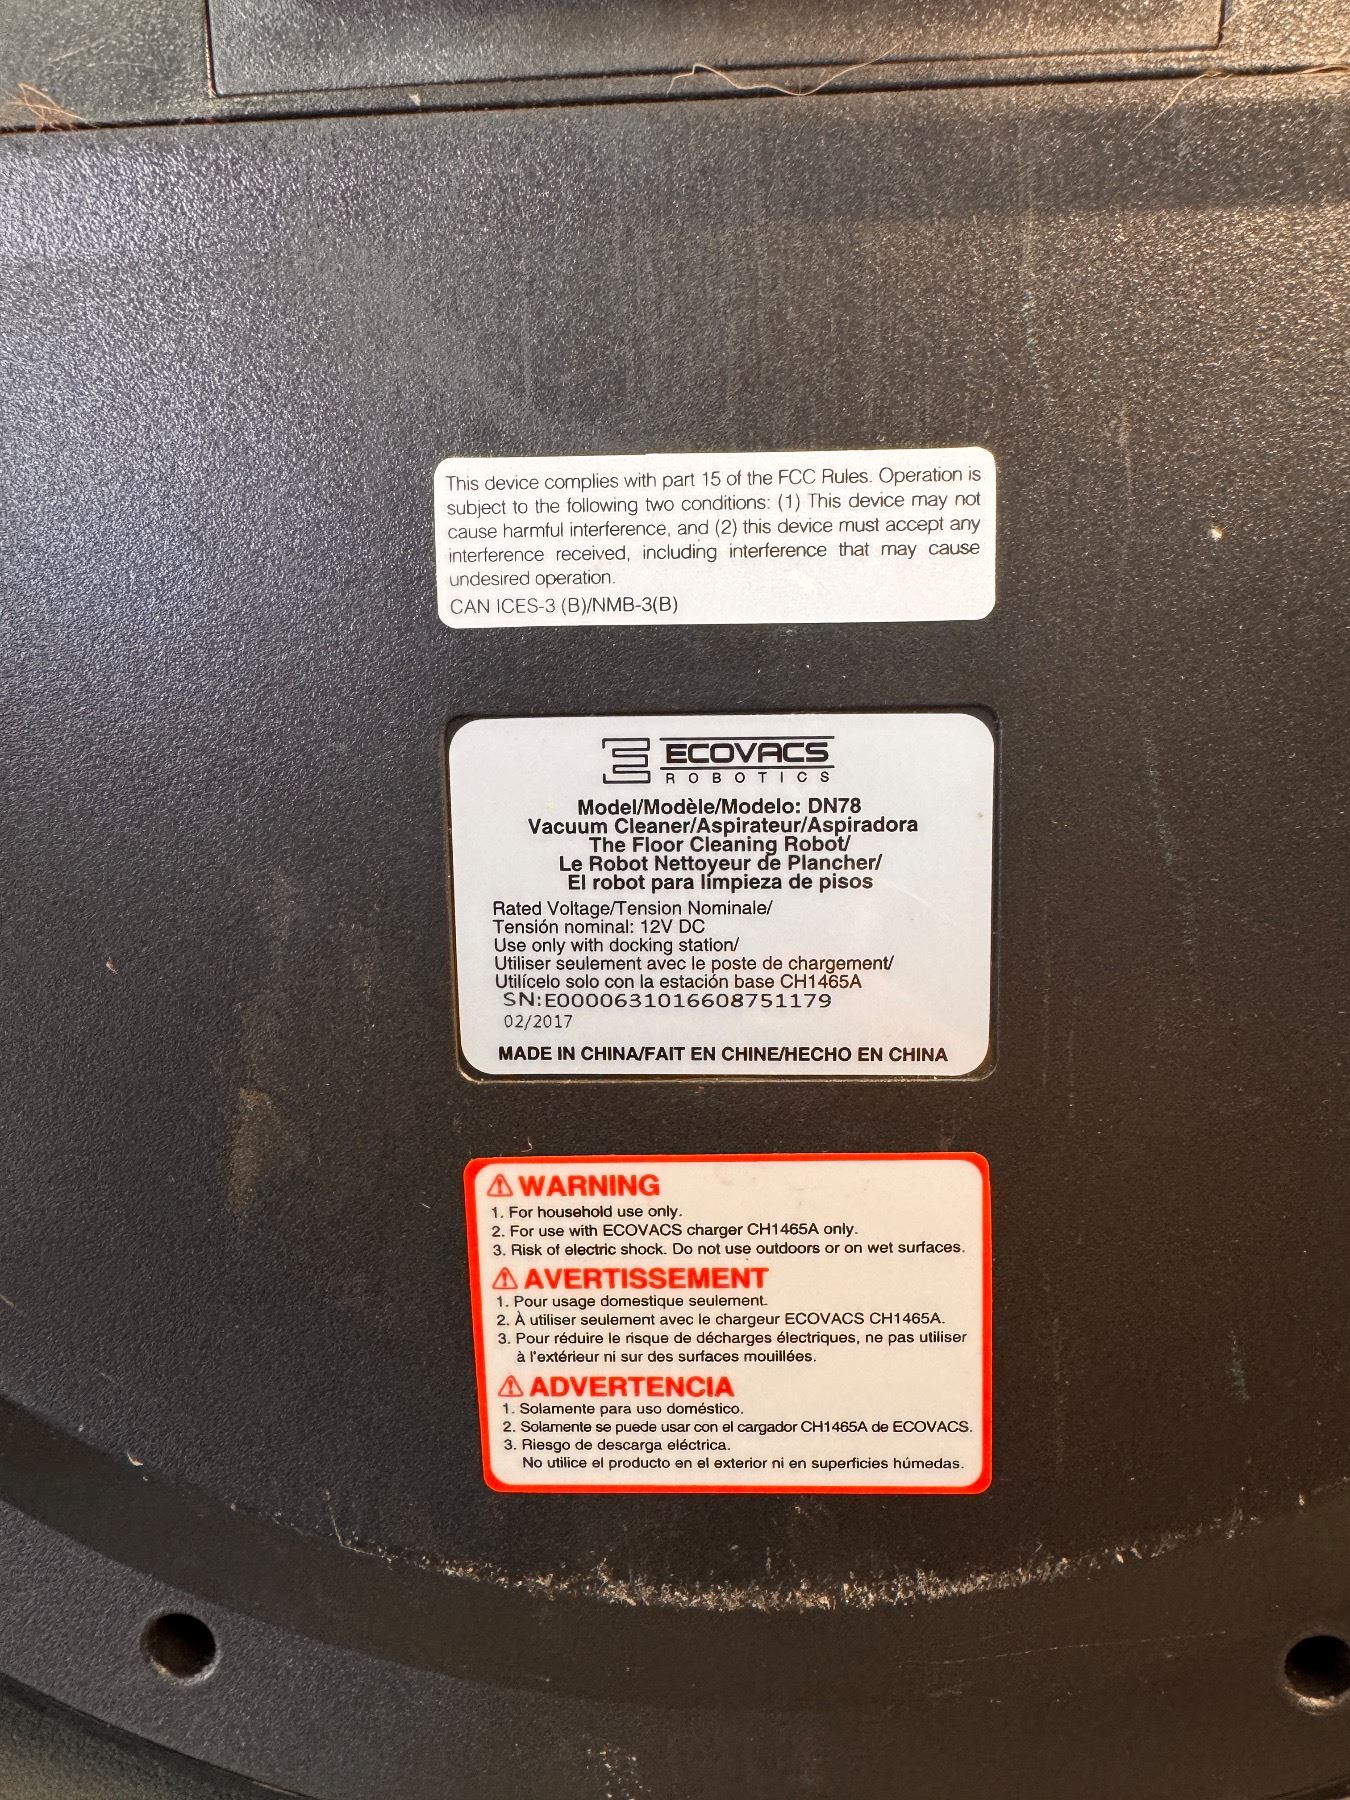 This device complies with part 15 of the FCC Rules. Operation is
subject to the following two conditions: (1) This device may not
cause harmful interference, and (2) this device must accept any
interference received, including interference that may cause
undesired operation.
CAN ICES-3 (B)/NMB-3(B)
ECOVACS
ROBOTICS
Model/Modèle/Modelo: DN78
Vacuum Cleaner/Aspirateur/Aspiradora
The Floor Cleaning Robot/
Le Robot Nettoyeur de Plancher/
El robot para limpieza de pisos
Rated Voltage/Tension Nominale/
Tensión nominal: 12V DC
Use only with docking station/
Utiliser seulement avec le poste de chargement/
Utilícelo solo con la estación base CH1465A
SN:E0000631016608751179
02/2017
MADE IN CHINA/FAIT EN CHINE/HECHO EN CHINA
⚠ WARNING
1. For household use only.
2. For use with ECOVACS charger CH1465A only.
3. Risk of electric shock. Do not use outdoors or on wet surfaces.
⚠ AVERTISSEMENT
1. Pour usage domestique seulement.
2. À utiliser seulement avec le chargeur ECOVACS CH1465A.
3. Pour réduire le risque de décharges électriques, ne pas utiliser
à l'extérieur ni sur des surfaces mouillées.
⚠ ADVERTENCIA
1. Solamente para uso doméstico.
2. Solamente se puede usar con el cargador CH1465A de ECOVACS.
3. Riesgo de descarga eléctrica.
No utilice el producto en el exterior ni en superficies húmedas.